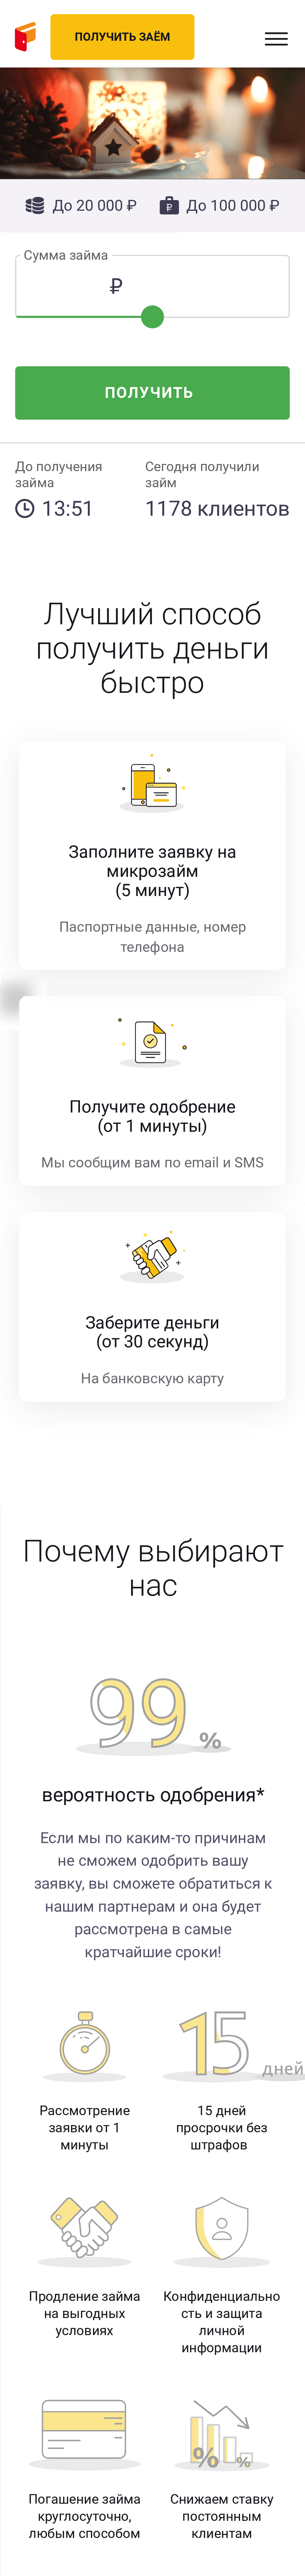 ПОЛУЧИТЬ ЗАЁМ
До 20 000 ₽ До 100 000 ₽
Сумма займа
₽
ПОЛУЧИТЬ
До получения
займа
13:51
Сегодня получили
займ
1178 клиентов
Лучший способ
получить деньги
быстро
Заполните заявку на
микрозайм
(5 минут)
Паспортные данные, номер
телефона
Получите одобрение
(от 1 минуты)
Мы сообщим вам по email и SMS
Заберите деньги
(от 30 секунд)
На банковскую карту
Почему выбирают
нас
99 %
вероятность одобрения*
Если мы по каким-то причинам
не сможем одобрить вашу
заявку, вы сможете обратиться к
нашим партнерам и она будет
рассмотрена в самые
кратчайшие сроки!
Рассмотрение
заявки от 1
минуты
15 дней
15 дней
просрочки без
штрафов
Продление займа
на выгодных
условиях
Конфиденциально
сть и защита
личной
информации
Погашение займа
круглосуточно,
любым способом
% %
Снижаем ставку
постоянным
клиентам